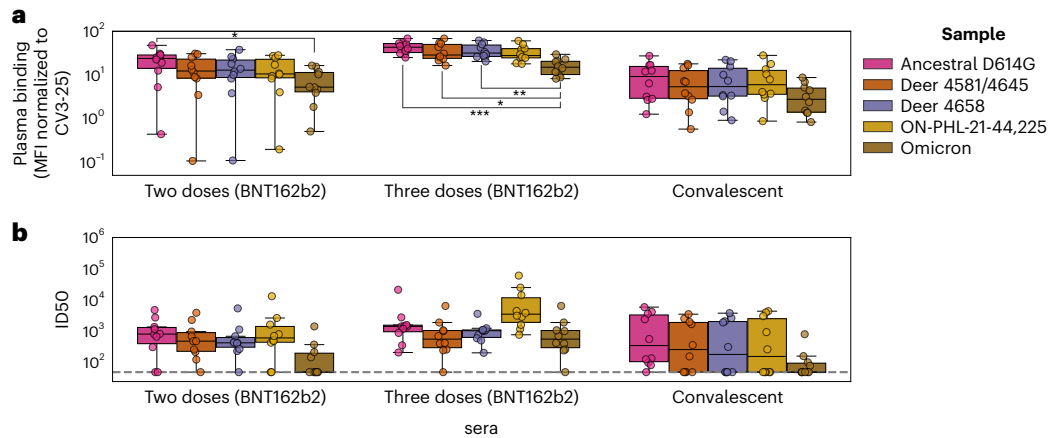 a
Plasma binding
(MFI normalized to
CV3-25)
10²
10¹
10⁰
10⁻¹
*
**
*
***
Two doses (BNT162b2)
Three doses (BNT162b2)
Convalescent
Sample
Ancestral D614G
Deer 4581/4645
Deer 4658
ON-PHL-21-44,225
Omicron
b
ID50
10⁶
10⁵
10⁴
10³
10²
Two doses (BNT162b2)
Three doses (BNT162b2)
Convalescent
sera